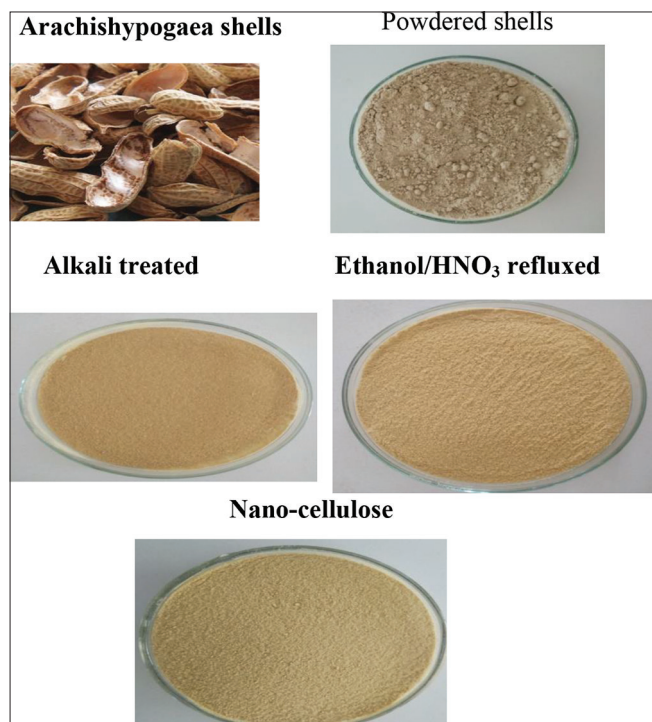 Arachishypogaea shells
Powdered shells
Alkali treated
Ethanol/HNO₃ refluxed
Nano-cellulose